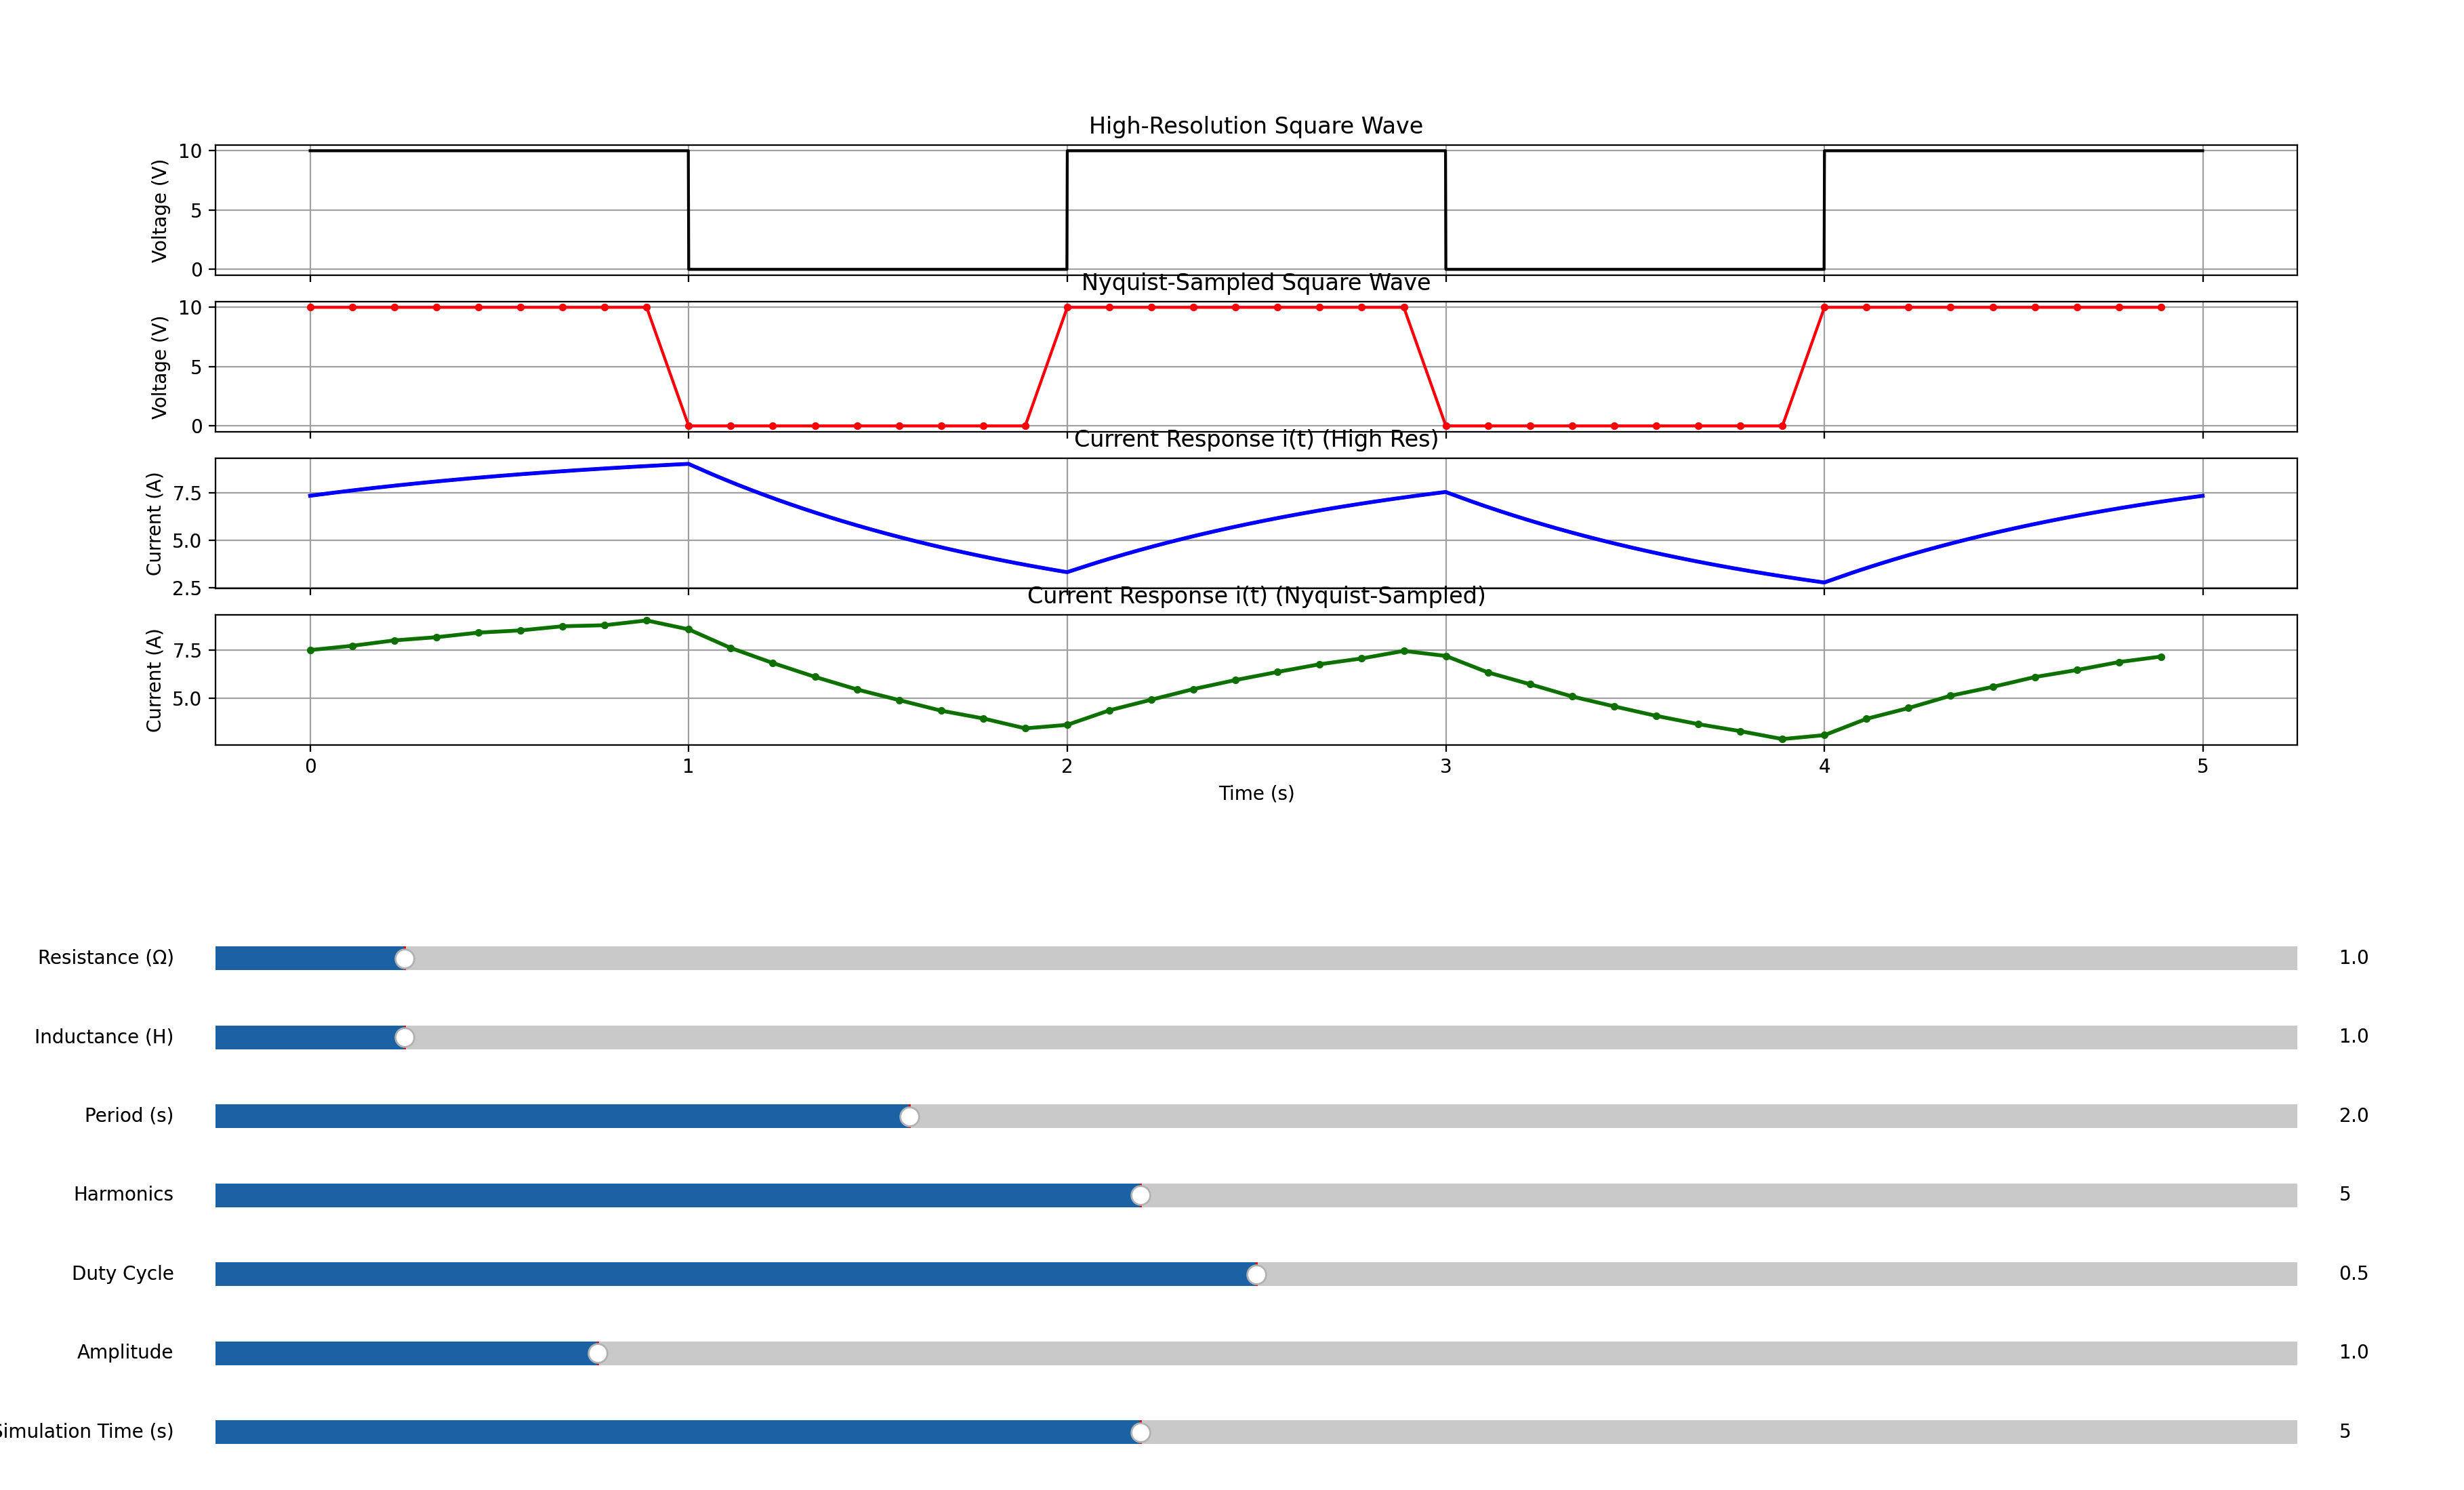 High-Resolution Square Wave
Voltage (V)
10
5
0
Nyquist-Sampled Square Wave
Voltage (V)
10
5
0
Current Response i(t) (High Res)
Current (A)
7.5
5.0
2.5
Current Response i(t) (Nyquist-Sampled)
Current (A)
7.5
5.0
0 1 2 3 4 5
Time (s)
Resistance (Ω) 1.0
Inductance (H) 1.0
Period (s) 2.0
Harmonics 5
Duty Cycle 0.5
Amplitude 1.0
Simulation Time (s) 5